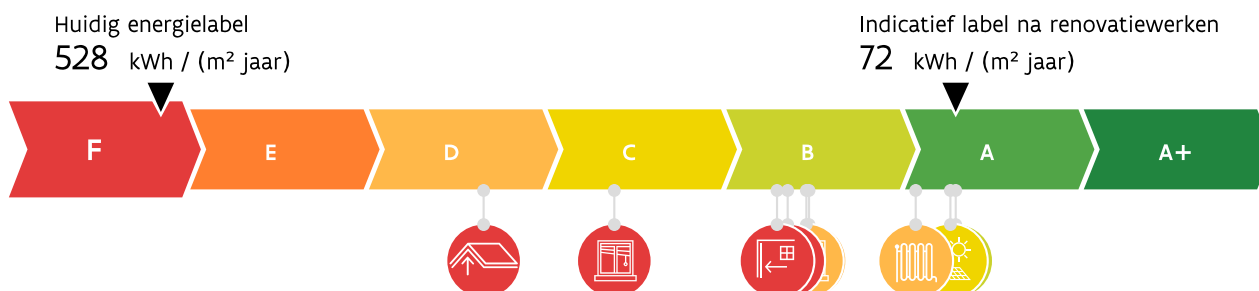 Huidig energielabel
528 kWh / (m² jaar)
Indicatief label na renovatiewerken
72 kWh / (m² jaar)
F E D C B A A+